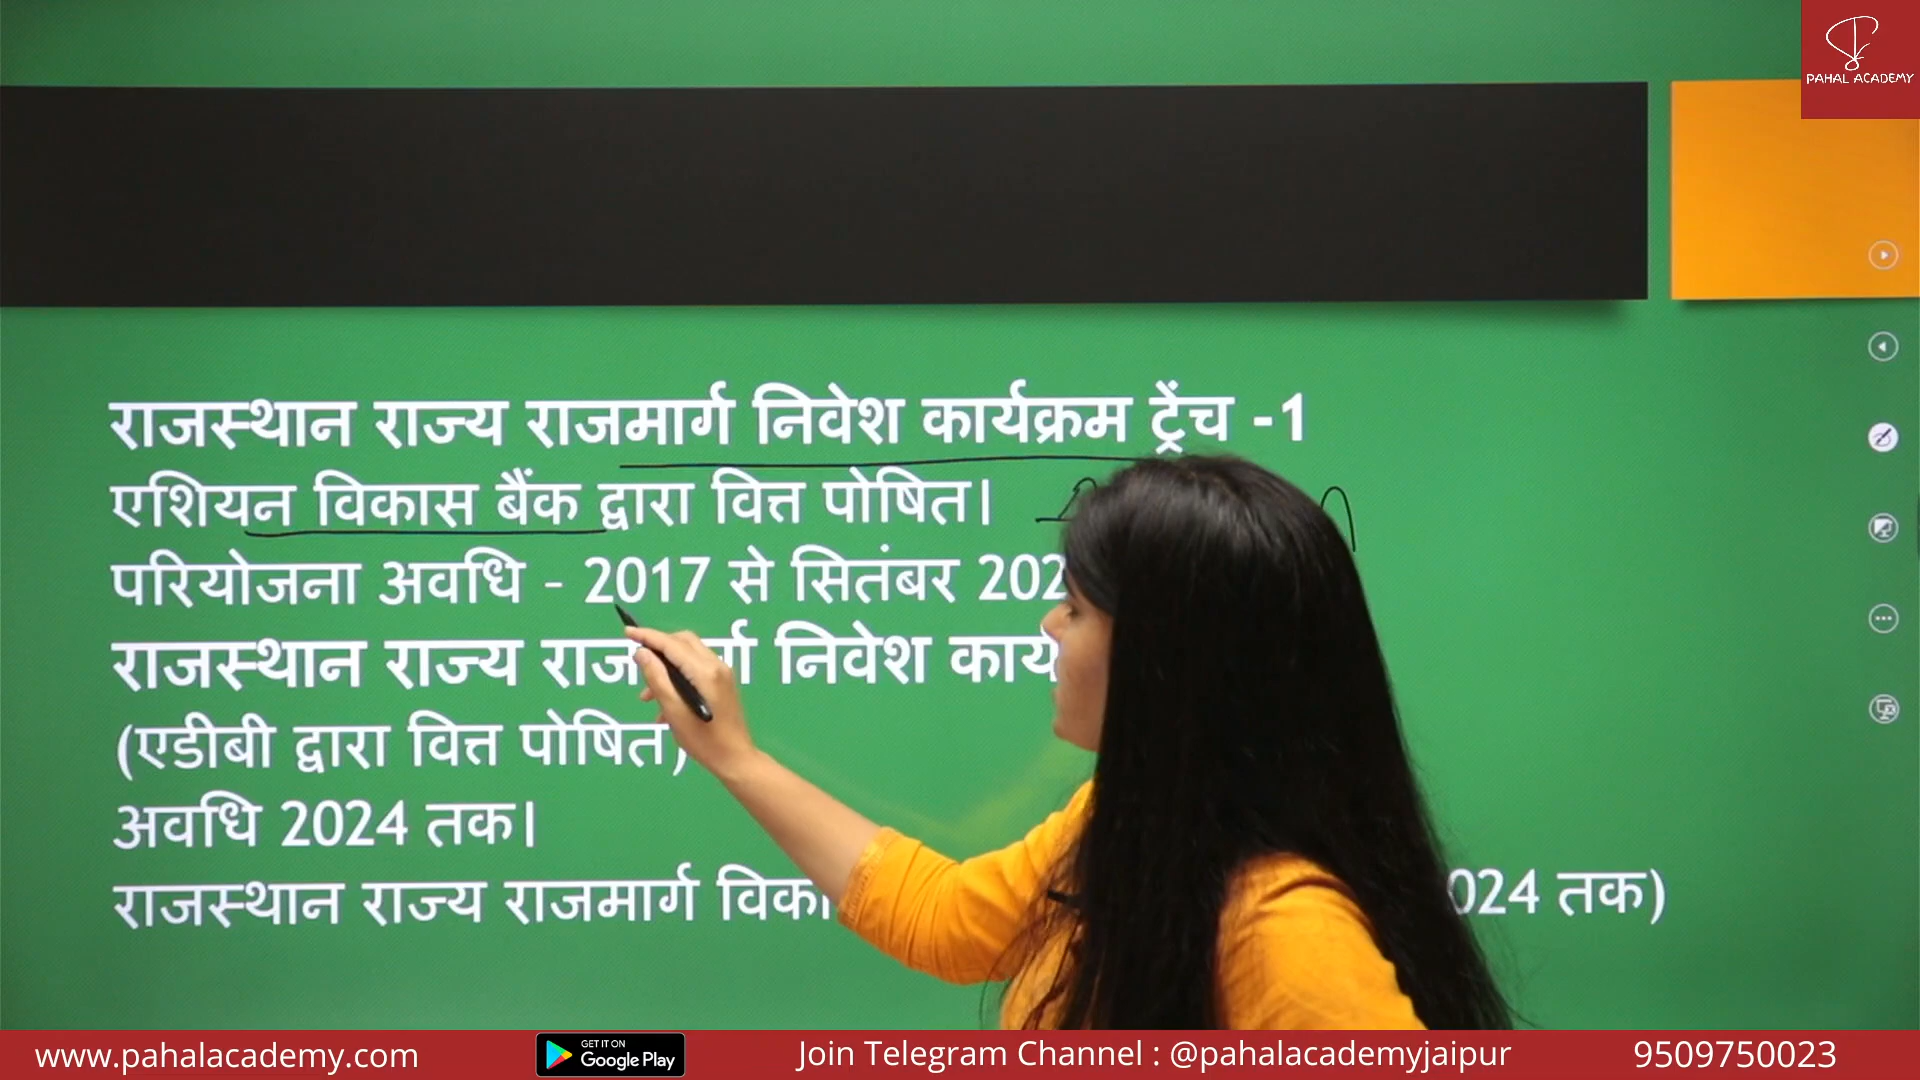 PAHAL ACADEMY
राजस्थान राज्य राजमार्ग निवेश कार्यक्रम ट्रेंच -1
एशियन विकास बैंक द्वारा वित्त पोषित।
परियोजना अवधि - 2017 से सितंबर
राजस्थान राज्य निवेश
(एडीबी द्वारा वित्त पोषित)
अवधि 2024 तक।
राजस्थान राज्य राजमार्ग तक)
www.pahalacademy.com
GET IT ON
Google Play
Join Telegram Channel : @pahalacademyjaipur
9509750023